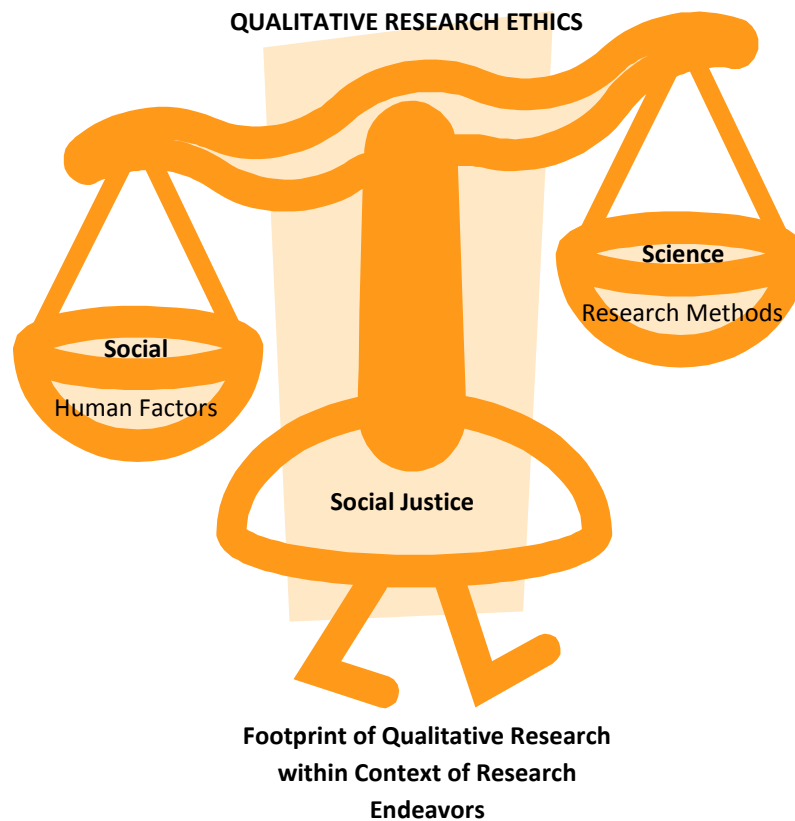 QUALITATIVE RESEARCH ETHICS
Science
Research Methods
Social
Human Factors
Social Justice
Footprint of Qualitative Research
within Context of Research
Endeavors